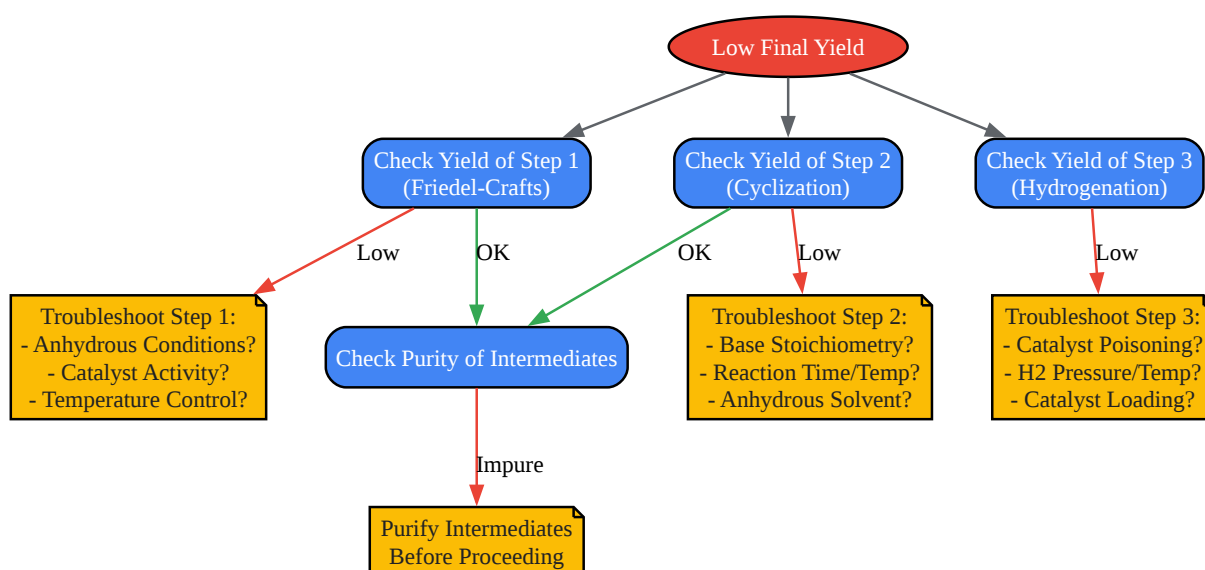 Low Final Yield
Check Yield of Step 1
(Friedel-Crafts)
Check Yield of Step 2
(Cyclization)
Check Yield of Step 3
(Hydrogenation)
Low
OK
OK
Low
Low
Troubleshoot Step 1:
- Anhydrous Conditions?
- Catalyst Activity?
- Temperature Control?
Check Purity of Intermediates
Troubleshoot Step 2:
- Base Stoichiometry?
- Reaction Time/Temp?
- Anhydrous Solvent?
Troubleshoot Step 3:
- Catalyst Poisoning?
- H2 Pressure/Temp?
- Catalyst Loading?
Impure
Purify Intermediates
Before Proceeding